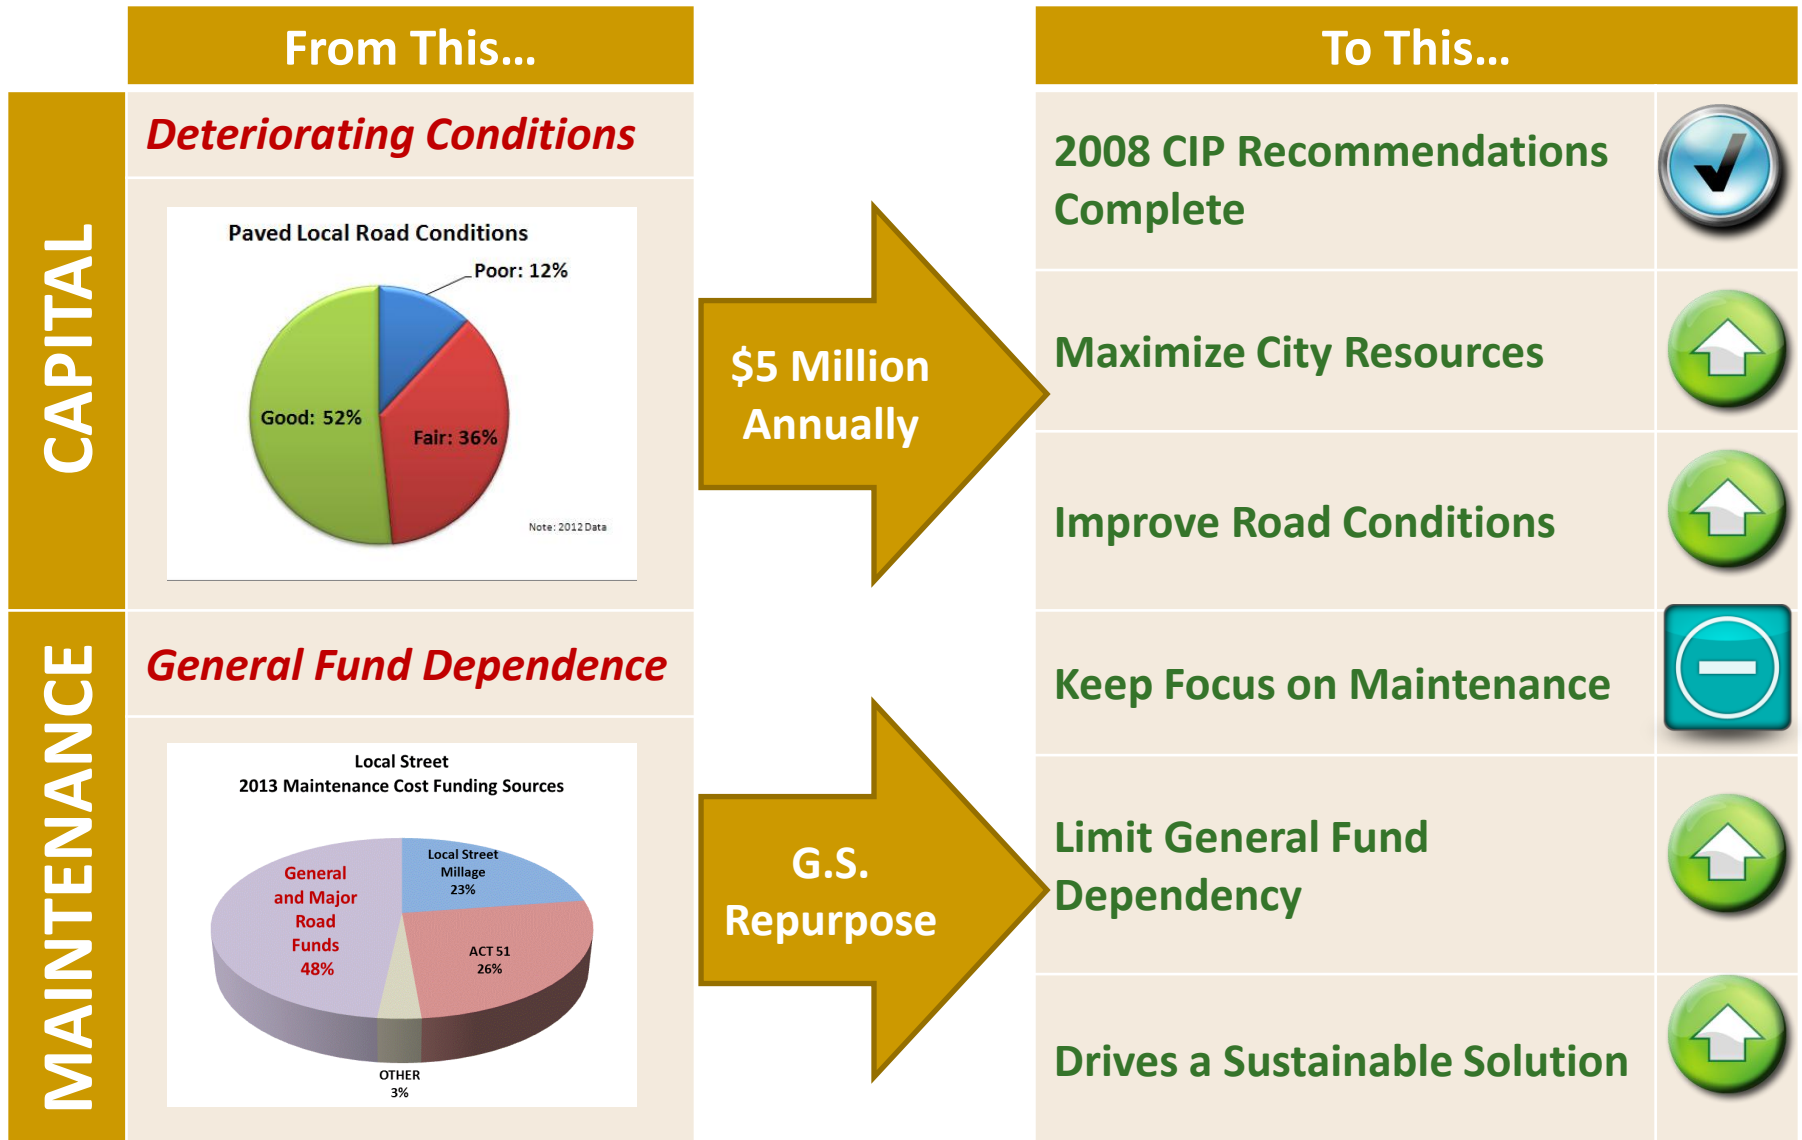 From This…
To This…
CAPITAL
Deteriorating Conditions
Paved Local Road Conditions
Poor: 12%
Good: 52%
Fair: 36%
Note: 2012 Data
$5 Million
Annually
2008 CIP Recommendations
Complete
Maximize City Resources
Improve Road Conditions
MAINTENANCE
General Fund Dependence
Local Street
2013 Maintenance Cost Funding Sources
General
and Major
Road
Funds
48%
Local Street
Millage
23%
ACT 51
26%
OTHER
3%
G.S.
Repurpose
Keep Focus on Maintenance
Limit General Fund
Dependency
Drives a Sustainable Solution